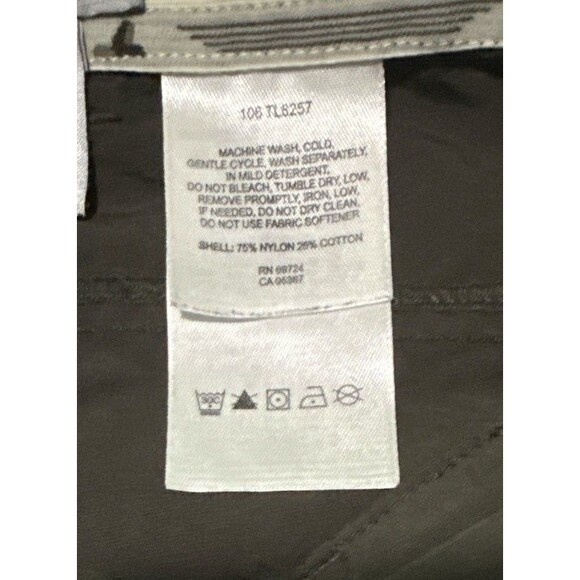 106 TL6257
MACHINE WASH, COLD,
GENTLE CYCLE, WASH SEPARATELY,
IN MILD DETERGENT,
DO NOT BLEACH, TUMBLE DRY, LOW,
REMOVE PROMPTLY, IRON, LOW,
IF NEEDED, DO NOT DRY CLEAN,
DO NOT USE FABRIC SOFTENER
SHELL: 75% NYLON 25% COTTON
RN 98724
CA 05367
30C